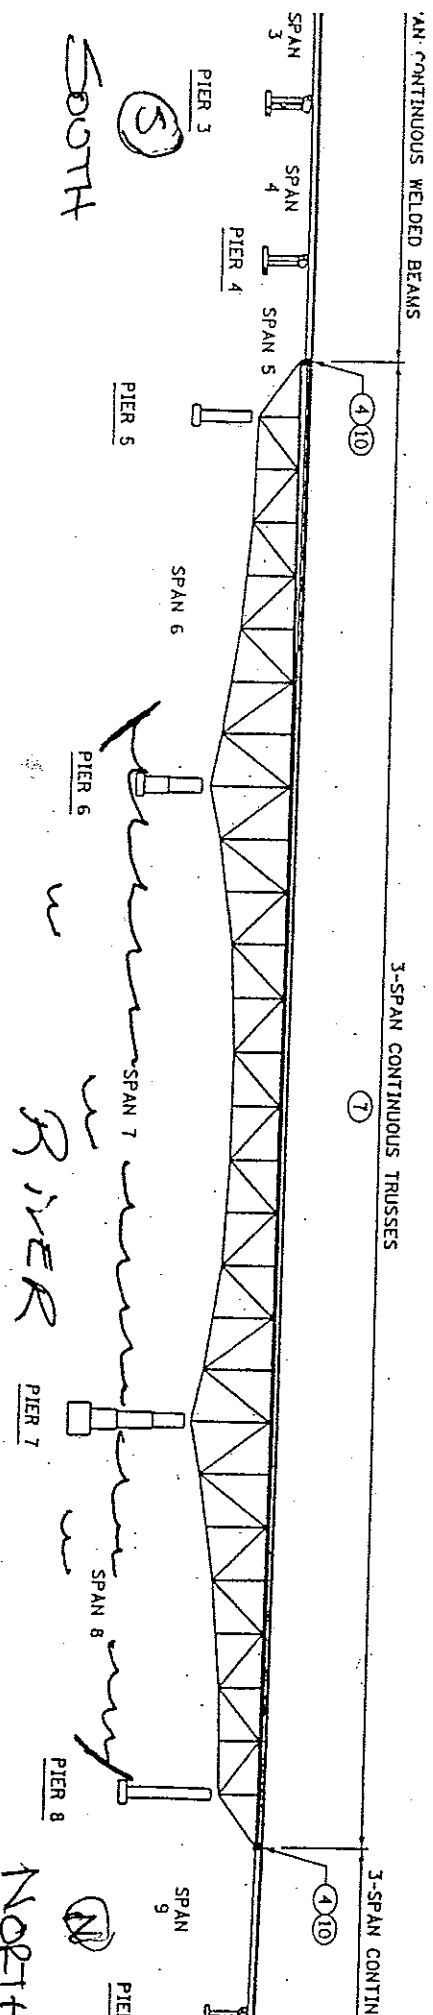 'AN CONTINUOUS WELDED BEAMS
3-SPAN CONTINUOUS TRUSSES
3-SPAN CONTIN
4 10
7
4 10
SPAN
3
SPAN
4
SPAN 5
SPAN 6
SPAN 7
SPAN 8
SPAN
9
PIER 3
PIER 4
PIER 5
PIER 6
PIER 7
PIER 8
PIE
S
SOUTH
RIVER
N
NORTH